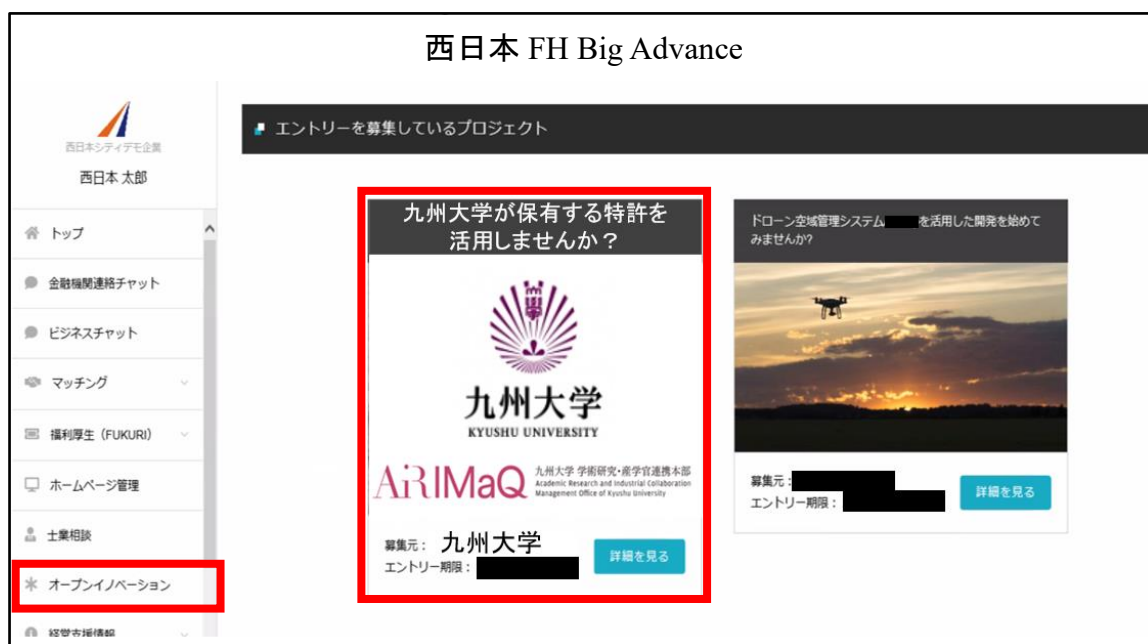 西日本 FH Big Advance
西日本シティデモ企業
西日本 太郎
トップ
金融機関連絡チャット
ビジネスチャット
マッチング
福利厚生（FUKURI）
ホームページ管理
士業相談
オープンイノベーション
経営支援情報
エントリーを募集しているプロジェクト
九州大学が保有する特許を
活用しませんか？
九州大学
KYUSHU UNIVERSITY
AiRIMaQ
九州大学 学術研究・産学官連携本部
Academic Research and Industrial Collaboration
Management Office of Kyushu University
募集元： 九州大学
エントリー期限：
詳細を見る
ドローン空域管理システム を活用した開発を始めて
みませんか?
募集元：
エントリー期限：
詳細を見る